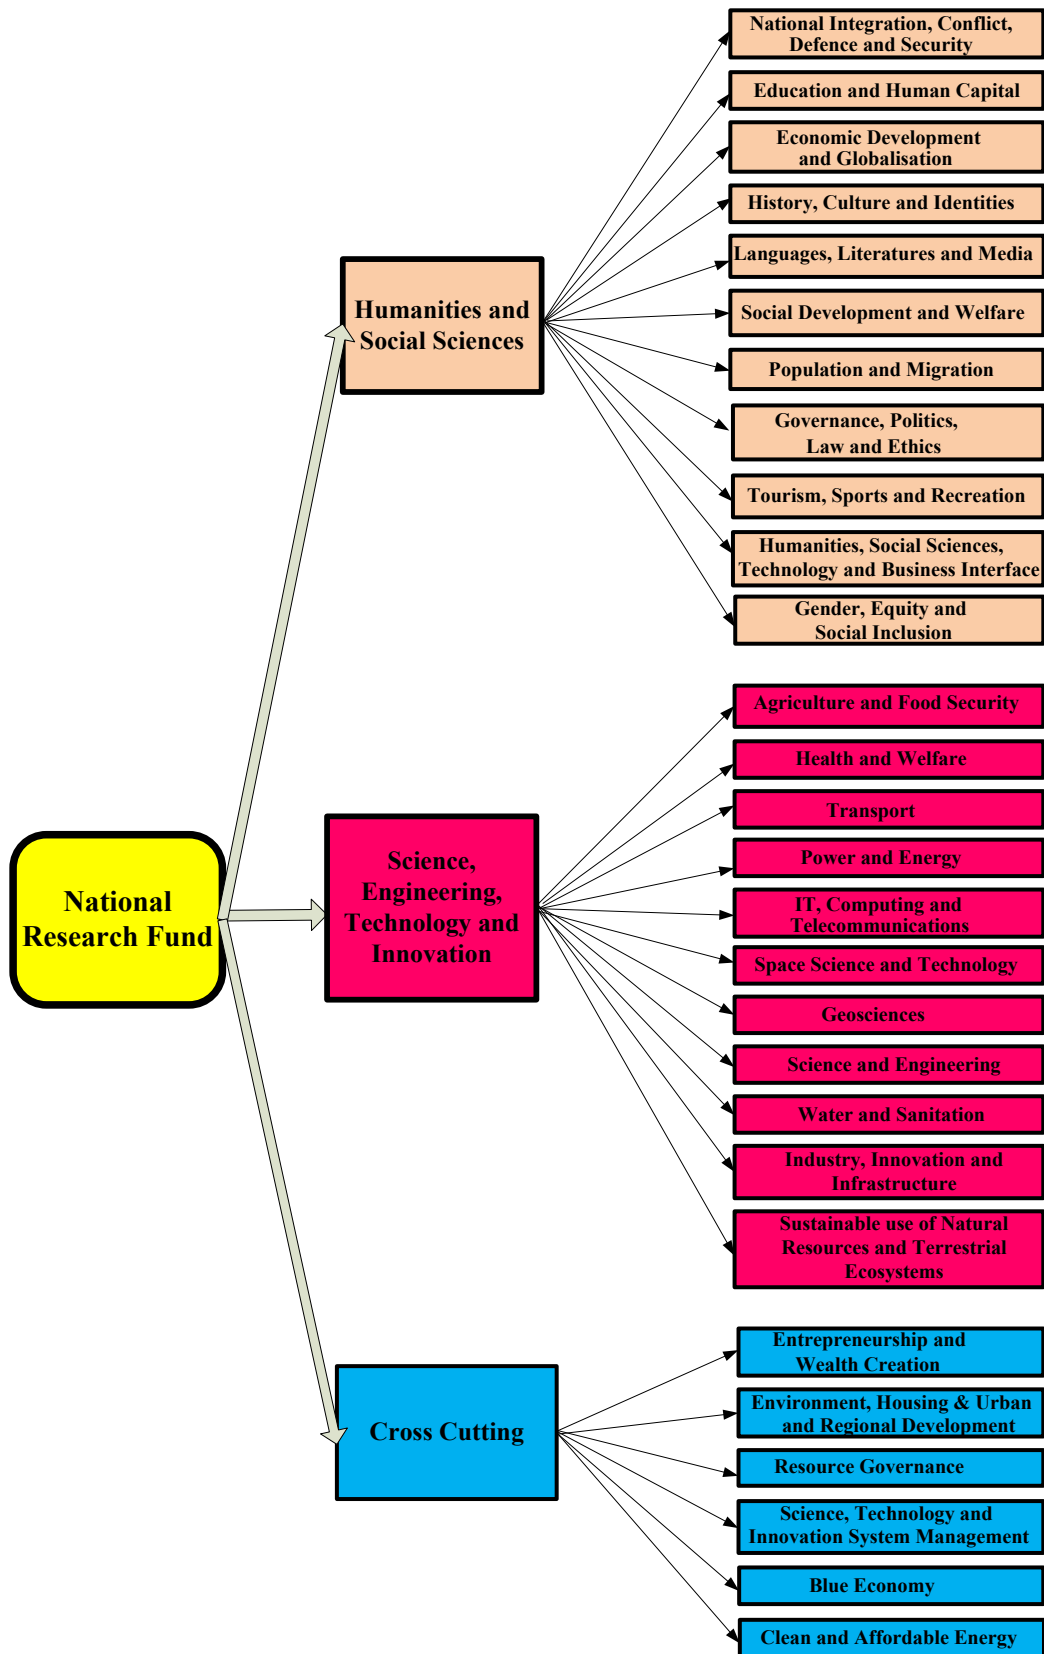 National Integration, Conflict,
Defence and Security
Education and Human Capital
Economic Development
and Globalisation
History, Culture and Identities
Languages, Literatures and Media
Humanities and
Social Sciences
Social Development and Welfare
Population and Migration
Governance, Politics,
Law and Ethics
Tourism, Sports and Recreation
Humanities, Social Sciences,
Technology and Business Interface
Gender, Equity and
Social Inclusion
Agriculture and Food Security
Health and Welfare
Transport
Power and Energy
National
Research Fund
Science,
Engineering,
Technology and
Innovation
IT, Computing and
Telecommunications
Space Science and Technology
Geosciences
Science and Engineering
Water and Sanitation
Industry, Innovation and
Infrastructure
Sustainable use of Natural
Resources and Terrestrial
Ecosystems
Entrepreneurship and
Wealth Creation
Environment, Housing & Urban
and Regional Development
Cross Cutting
Resource Governance
Science, Technology and
Innovation System Management
Blue Economy
Clean and Affordable Energy